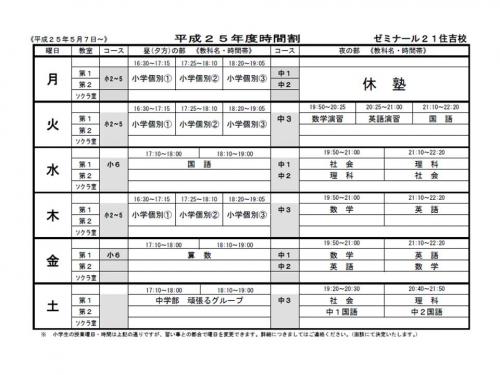 《平成25年5月7日～》 平成25年度時間割 ゼミナール21住吉校
曜日 教室 コース 昼(夕方)の部 《教科名・時間帯》 コース 夜の部 《教科名・時間帯》
月 16:30～17:15 17:25～18:10 18:20～19:05 中1 休 塾
第1 小2～5 小学個別① 小学個別② 小学個別③
第2 中2
ソクラ室
火 16:30～17:15 17:25～18:10 18:20～19:05 中3 19:50～20:25 20:25～21:00 21:10～22:20
第1 小2～5 小学個別① 小学個別② 小学個別③ 数学演習 英語演習 国 語
第2
ソクラ室
水 小6 17:10～18:00 18:10～19:00 19:50～21:00 21:10～22:20
第1 国 語 中1 社 会 理 科
第2 中2 理 科 社 会
ソクラ室
木 16:30～17:15 17:25～18:10 18:20～19:05 中3 19:50～21:00 21:10～22:20
第1 小2～5 小学個別① 小学個別② 小学個別③ 数 学 英 語
第2
ソクラ室
金 17:10～18:00 18:10～19:00 19:50～21:00 21:10～22:20
第1 小6 算 数 中1 数 学 英 語
第2 中2 英 語 数 学
ソクラ室
土 17:10～18:00 18:10～19:00 19:20～20:30 20:40～21:50
第1 中学部 頑張るグループ 中3 社 会 理 科
第2 中1国語 中2国語
ソクラ室
※ 小学生の授業曜日・時間は上記の通りですが、習い事との都合で曜日を変更できます。詳細につきましてはご連絡ください。(面談にて決定いたします。)